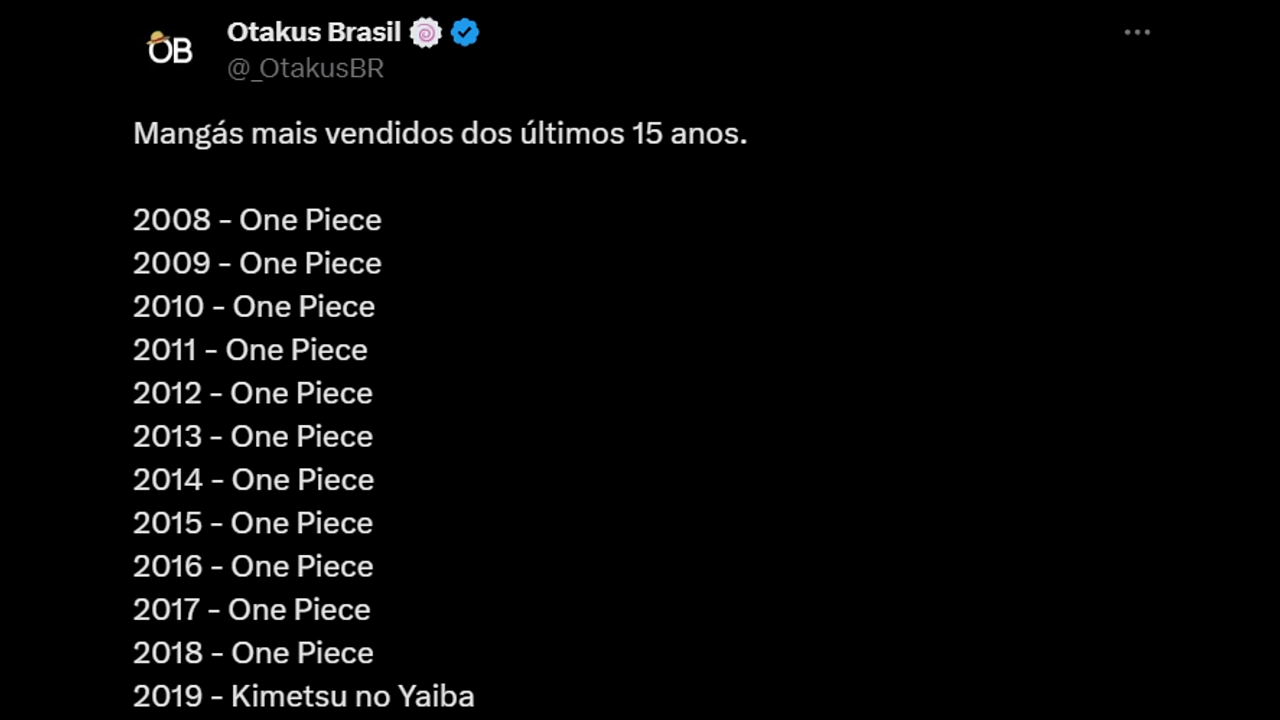 OB
Otakus Brasil
@_OtakusBR
Mangás mais vendidos dos últimos 15 anos.
2008 - One Piece
2009 - One Piece
2010 - One Piece
2011 - One Piece
2012 - One Piece
2013 - One Piece
2014 - One Piece
2015 - One Piece
2016 - One Piece
2017 - One Piece
2018 - One Piece
2019 - Kimetsu no Yaiba